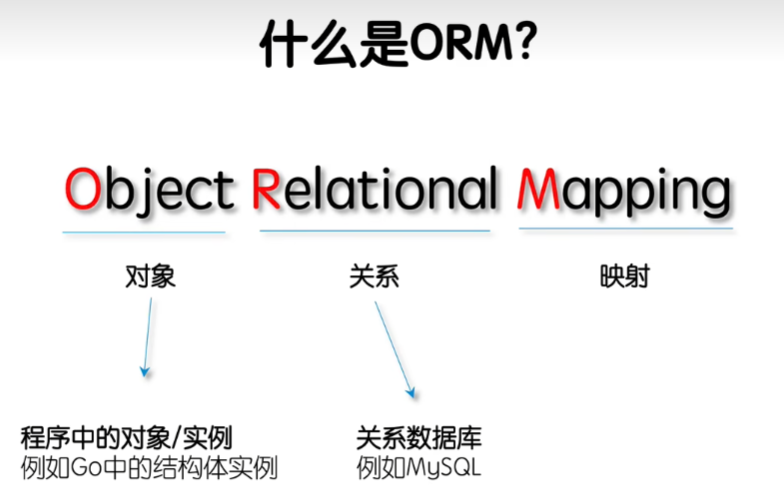 什么是ORM?
Object Relational Mapping
对象 关系 映射
程序中的对象/实例 关系数据库
例如Go中的结构体实例 例如MySQL